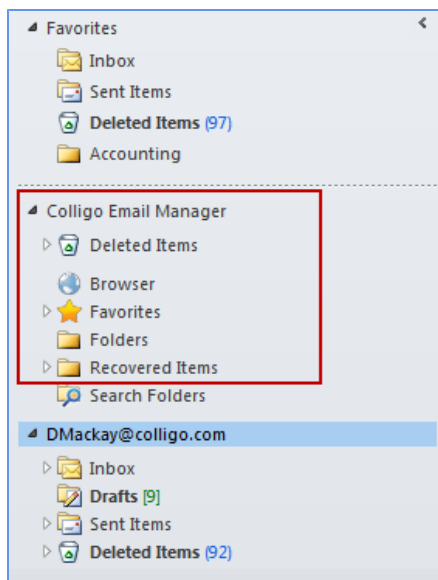 Favorites
Inbox
Sent Items
Deleted Items (97)
Accounting
Colligo Email Manager
Deleted Items
Browser
Favorites
Folders
Recovered Items
Search Folders
DMackay@colligo.com
Inbox
Drafts [9]
Sent Items
Deleted Items (92)